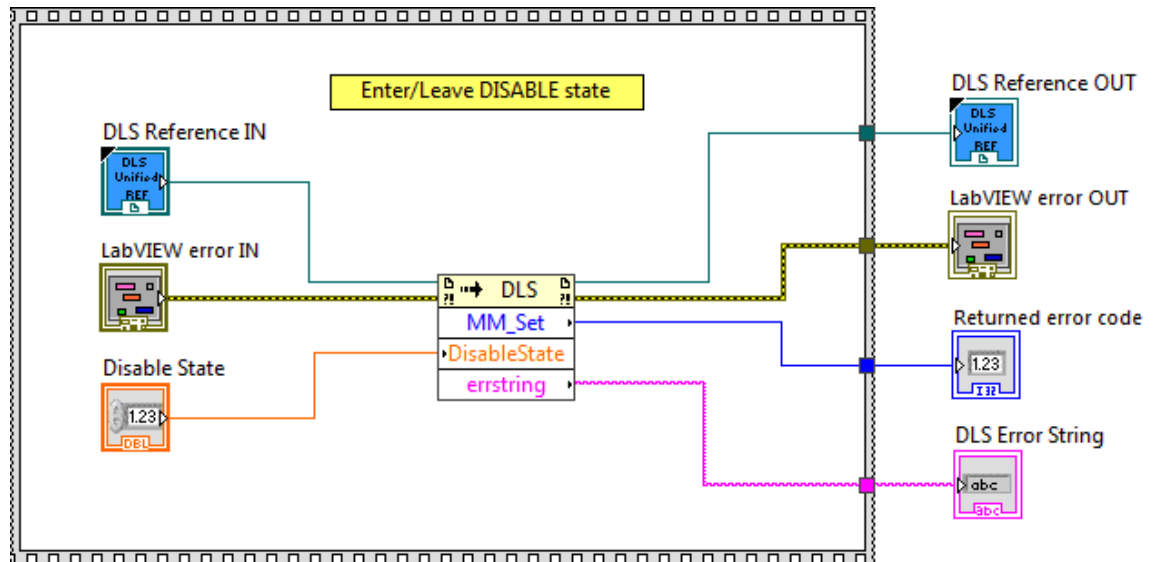 Enter/Leave DISABLE state
DLS Reference IN
DLS
Unified
REF
LabVIEW error IN
?!
Disable State
1.23
DBL
DLS
?! ?!
MM_Set
DisableState
errstring
DLS Reference OUT
DLS
Unified
REF
LabVIEW error OUT
?!
Returned error code
1.23
I32
DLS Error String
abc
abc